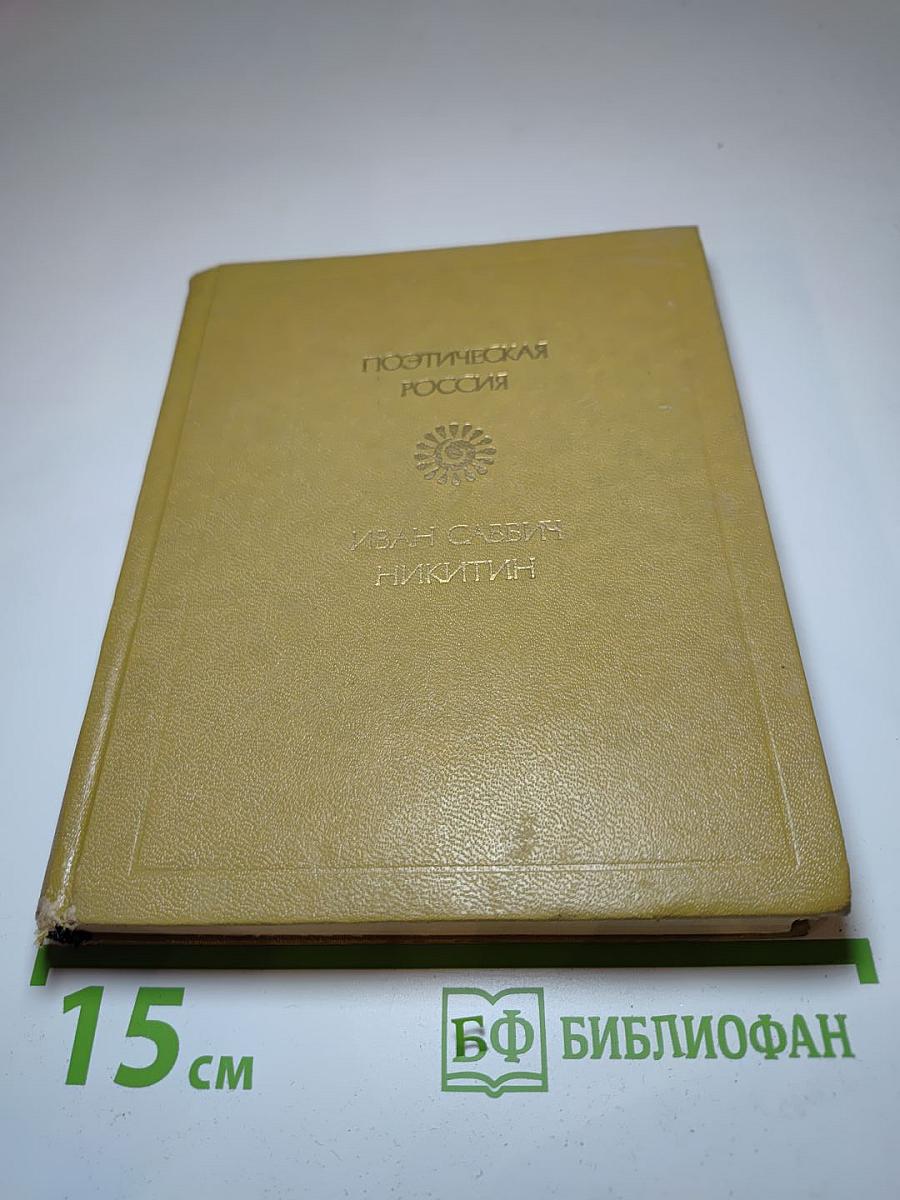 ПОЭТИЧЕСКАЯ
РОССИЯ
ИВАН САВВИЧ
НИКИТИН
15 см
БФ БИБЛИОФАН